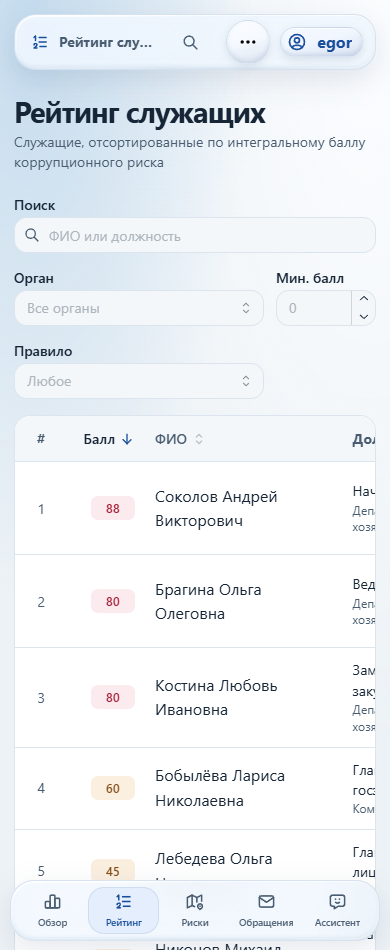 Рейтинг слу...
egor
Рейтинг служащих
Служащие, отсортированные по интегральному баллу
коррупционного риска
Поиск
ФИО или должность
Орган
Мин. балл
Все органы
0
Правило
Любое
# Балл ФИО
1 88 Соколов Андрей
Викторович
2 80 Брагина Ольга
Олеговна
3 80 Костина Любовь
Ивановна
4 60 Бобылёва Лариса
Николаевна
5 45 Лебедева Ольга
Обзор
Рейтинг
Риски
Обращения
Ассистент